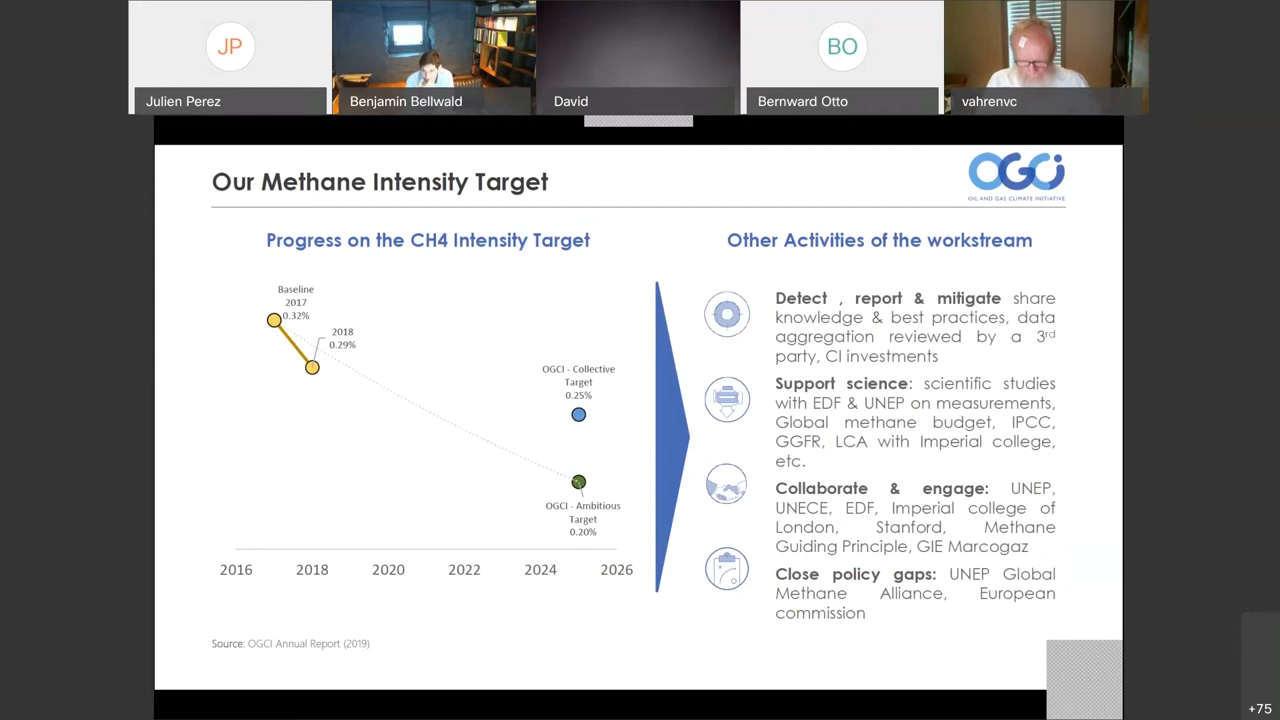 JP
BO
Julien Perez
Benjamin Bellwald
David
Bernward Otto
vahrenvc
Our Methane Intensity Target
OGCI
OIL AND GAS CLIMATE INITIATIVE
Progress on the CH4 Intensity Target
Baseline
2017
0.32%
2018
0.29%
OGCI - Collective
Target
0.25%
OGCI - Ambitious
Target
0.20%
2016
2018
2020
2022
2024
2026
Source: OGCI Annual Report (2019)
Other Activities of the workstream
Detect , report & mitigate share
knowledge & best practices, data
aggregation reviewed by a 3rd
party, CI investments
Support science: scientific studies
with EDF & UNEP on measurements,
Global methane budget, IPCC,
GGFR, LCA with Imperial college,
etc.
Collaborate & engage: UNEP,
UNECE, EDF, Imperial college of
London, Stanford, Methane
Guiding Principle, GIE Marcogaz
Close policy gaps: UNEP Global
Methane Alliance, European
commission
+75